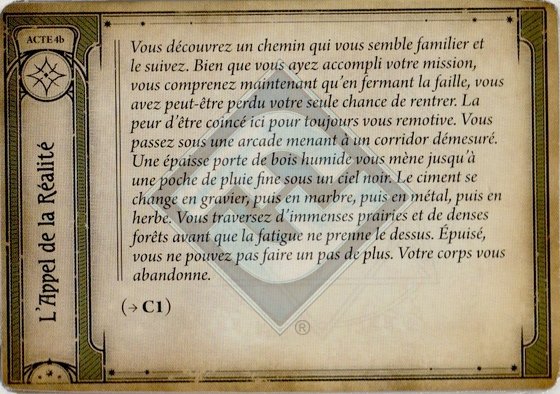 ACTE 4b
L'Appel de la Réalité
Vous découvrez un chemin qui vous semble familier et
le suivez. Bien que vous ayez accompli votre mission,
vous comprenez maintenant qu'en fermant la faille, vous
avez peut-être perdu votre seule chance de rentrer. La
peur d'être coincé ici pour toujours vous remotive. Vous
passez sous une arcade menant à un corridor démesuré.
Une épaisse porte de bois humide vous mène jusqu'à
une poche de pluie fine sous un ciel noir. Le ciment se
change en gravier, puis en marbre, puis en métal, puis en
herbe. Vous traversez d'immenses prairies et de denses
forêts avant que la fatigue ne prenne le dessus. Épuisé,
vous ne pouvez pas faire un pas de plus. Votre corps vous
abandonne.
(→ C1)
®